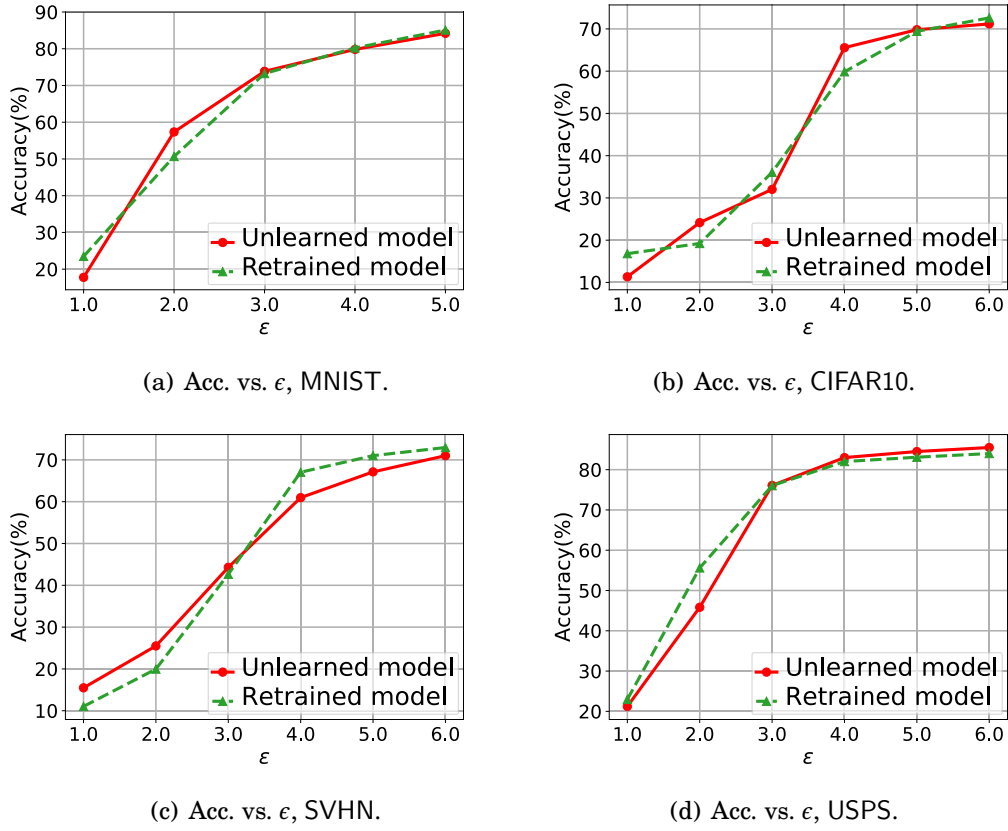 90
80
70
60
50
40
30
20
Accuracy(%)
Unlearned model
Retrained model
1.0 2.0 3.0 4.0 5.0
ε
(a) Acc. vs. ϵ, MNIST.
70
60
50
40
30
20
10
Accuracy(%)
Unlearned model
Retrained model
1.0 2.0 3.0 4.0 5.0 6.0
ε
(b) Acc. vs. ϵ, CIFAR10.
70
60
50
40
30
20
10
Accuracy(%)
Unlearned model
Retrained model
1.0 2.0 3.0 4.0 5.0 6.0
ε
(c) Acc. vs. ϵ, SVHN.
80
70
60
50
40
30
20
Accuracy(%)
Unlearned model
Retrained model
1.0 2.0 3.0 4.0 5.0 6.0
ε
(d) Acc. vs. ϵ, USPS.